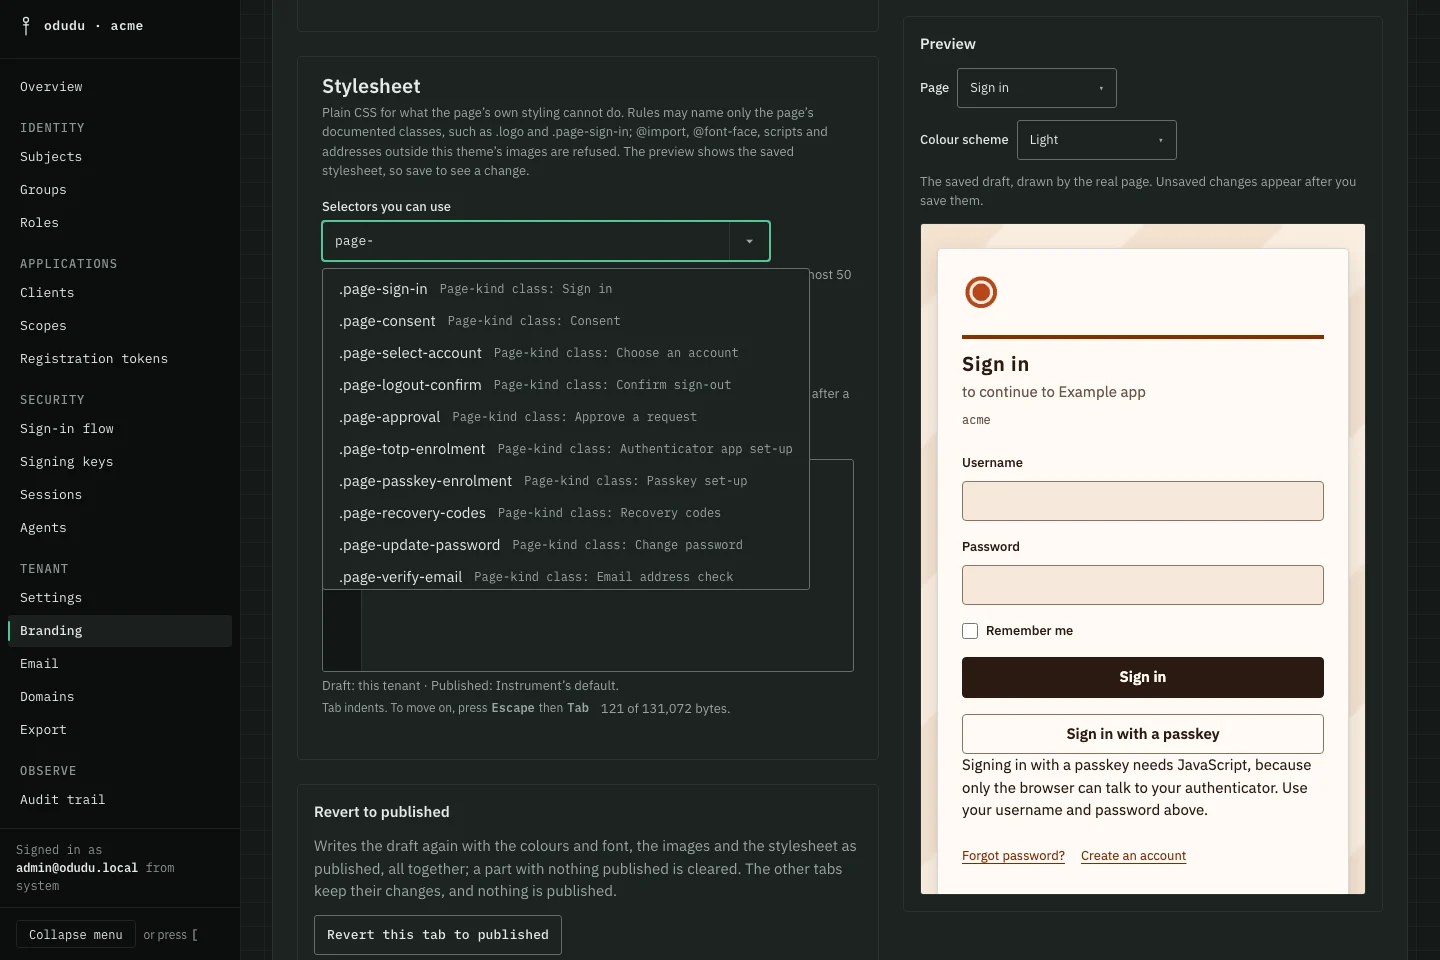 odudu · acme
Overview
IDENTITY
Subjects
Groups
Roles
APPLICATIONS
Clients
Scopes
Registration tokens
SECURITY
Sign-in flow
Signing keys
Sessions
Agents
TENANT
Settings
Branding
Email
Domains
Export
OBSERVE
Audit trail
Signed in as
admin@odudu.local from
system
Collapse menu or press [
Stylesheet
Plain CSS for what the page’s own styling cannot do. Rules may name only the page’s
documented classes, such as .logo and .page-sign-in; @import, @font-face, scripts and
addresses outside this theme’s images are refused. The preview shows the saved
stylesheet, so save to see a change.
Selectors you can use
page-
50
.page-sign-in Page-kind class: Sign in
.page-consent Page-kind class: Consent
.page-select-account Page-kind class: Choose an account
.page-logout-confirm Page-kind class: Confirm sign-out
after a
.page-approval Page-kind class: Approve a request
.page-totp-enrolment Page-kind class: Authenticator app set-up
.page-passkey-enrolment Page-kind class: Passkey set-up
.page-recovery-codes Page-kind class: Recovery codes
.page-update-password Page-kind class: Change password
.page-verify-email Page-kind class: Email address check
Draft: this tenant · Published: Instrument’s default.
Tab indents. To move on, press Escape then Tab 121 of 131,072 bytes.
Revert to published
Writes the draft again with the colours and font, the images and the stylesheet as
published, all together; a part with nothing published is cleared. The other tabs
keep their changes, and nothing is published.
Revert this tab to published
Preview
Page Sign in
Colour scheme Light
The saved draft, drawn by the real page. Unsaved changes appear after you
save them.
Sign in
to continue to Example app
acme
Username
Password
Remember me
Sign in
Sign in with a passkey
Signing in with a passkey needs JavaScript, because
only the browser can talk to your authenticator. Use
your username and password above.
Forgot password? Create an account